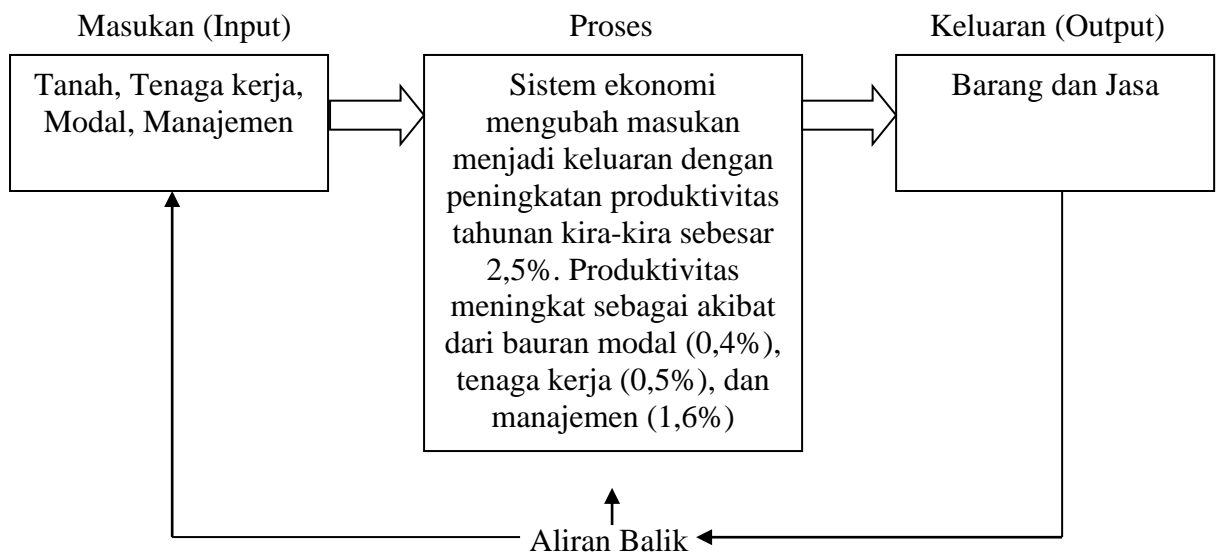 Masukan (Input)
Proses
Keluaran (Output)
Tanah, Tenaga kerja,
Modal, Manajemen
Sistem ekonomi
mengubah masukan
menjadi keluaran dengan
peningkatan produktivitas
tahunan kira-kira sebesar
2,5%. Produktivitas
meningkat sebagai akibat
dari bauran modal (0,4%),
tenaga kerja (0,5%), dan
manajemen (1,6%)
Barang dan Jasa
Aliran Balik